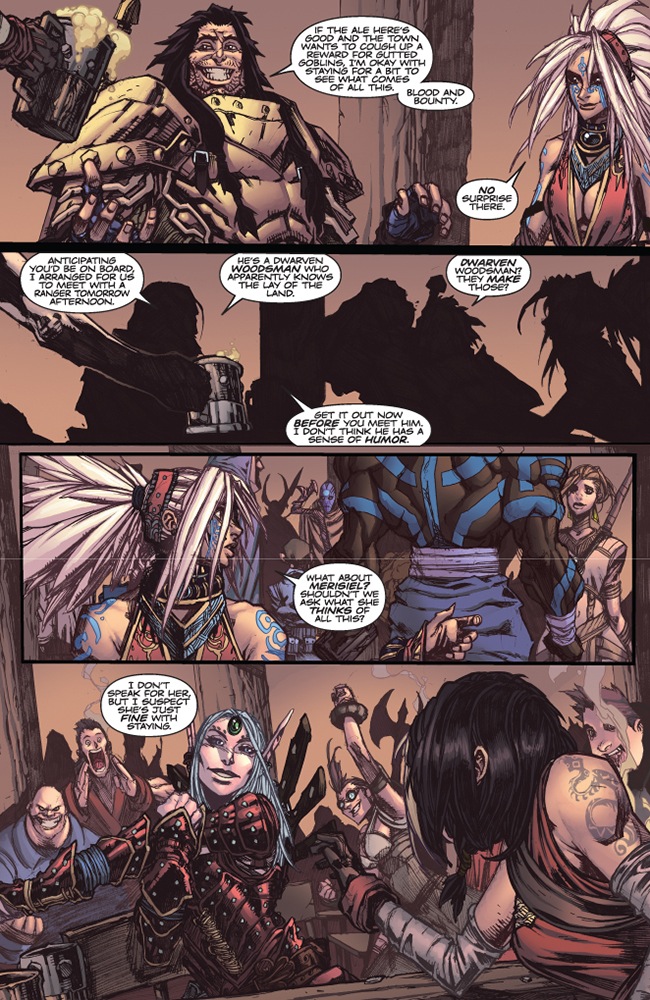 IF THE ALE HERE'S
GOOD AND THE TOWN
WANTS TO COUGH UP A
REWARD FOR GUTTED
GOBLINS, I'M OKAY WITH
STAYING FOR A BIT TO
SEE WHAT COMES
OF ALL THIS.
BLOOD AND
BOUNTY.
NO
SURPRISE
THERE.
ANTICIPATING
YOU'D BE ON BOARD,
I ARRANGED FOR US
TO MEET WITH A
RANGER TOMORROW
AFTERNOON.
HE'S A DWARVEN
WOODSMAN WHO
APPARENTLY KNOWS
THE LAY OF THE
LAND.
DWARVEN
WOODSMAN?
THEY MAKE
THOSE?
GET IT OUT NOW
BEFORE YOU MEET HIM.
I DON'T THINK HE HAS A
SENSE OF HUMOR.
WHAT ABOUT
MERISIEL?
SHOULDN'T WE
ASK WHAT SHE
THINKS OF
ALL THIS?
I DON'T
SPEAK FOR HER,
BUT I SUSPECT
SHE'S JUST
FINE WITH
STAYING.